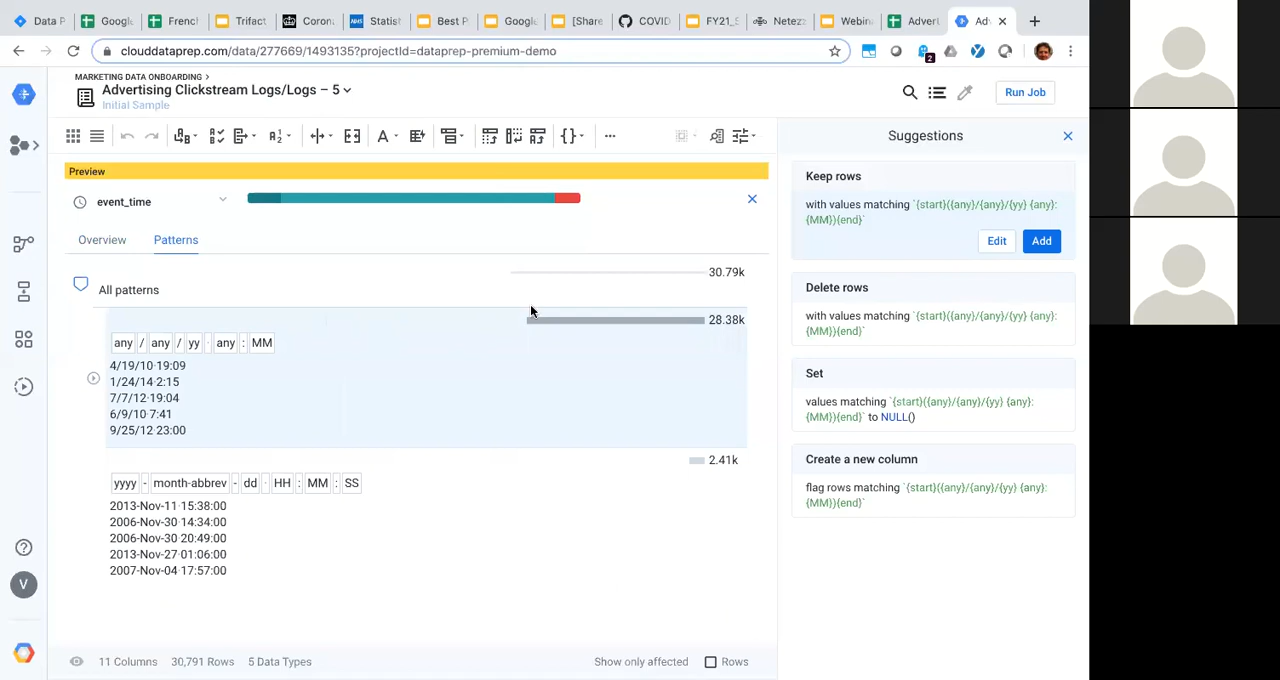 Data P
Google
French
Trifact
Coron
Statist
Best P
Google
[Share
COVID
FY21_S
Netez
Webin
Advert
Adv
clouddataprep.com/data/277669/1493135?projectId=dataprep-premium-demo
2
MARKETING DATA ONBOARDING
Advertising Clickstream Logs/Logs – 5
Initial Sample
Run Job
Preview
event_time
Overview
Patterns
30.79k
All patterns
28.38k
any / any / yy · any : MM
4/19/10·19:09
1/24/14·2:15
7/7/12·19:04
6/9/10·7:41
9/25/12·23:00
2.41k
yyyy - month-abbrev - dd · HH : MM : SS
2013-Nov-11·15:38:00
2006-Nov-30·14:34:00
2006-Nov-30·20:49:00
2013-Nov-27·01:06:00
2007-Nov-04·17:57:00
11 Columns 30,791 Rows 5 Data Types
Show only affected Rows
V
Suggestions
Keep rows
with values matching `{start}({any}/{any}/{yy} {any}:
{MM}){end}`
Edit
Add
Delete rows
with values matching `{start}({any}/{any}/{yy} {any}:
{MM}){end}`
Set
values matching `{start}({any}/{any}/{yy} {any}:
{MM}){end}` to NULL()
Create a new column
flag rows matching `{start}({any}/{any}/{yy} {any}:
{MM}){end}`